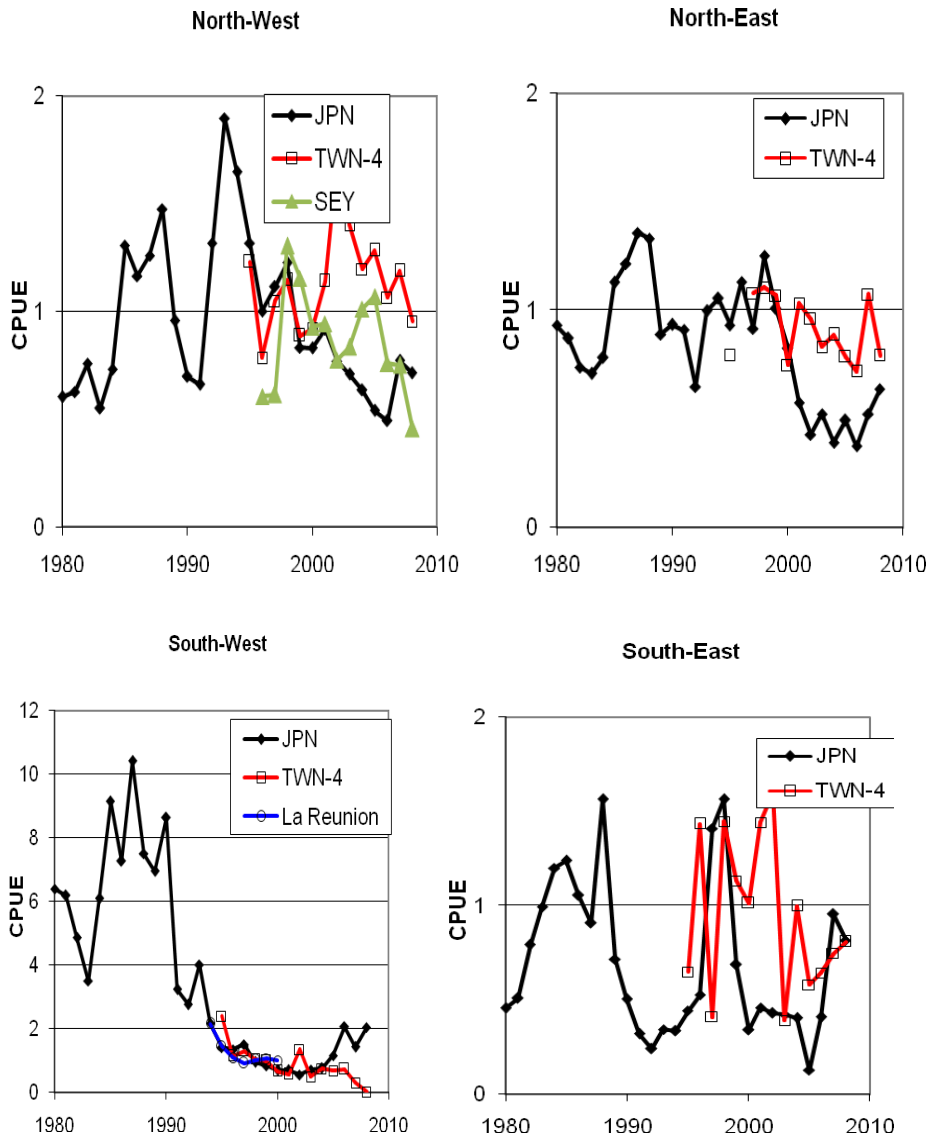 North-West
2
JPN
TWN-4
SEY
1
CPUE
0
1980
1990
2000
2010
North-East
2
JPN
TWN-4
1
CPUE
0
1980
1990
2000
2010
South-West
12
JPN
10
TWN-4
La Reunion
8
CPUE
6
4
2
0
1980
1990
2000
2010
South-East
2
JPN
TWN-4
1
CPUE
0
1980
1990
2000
2010